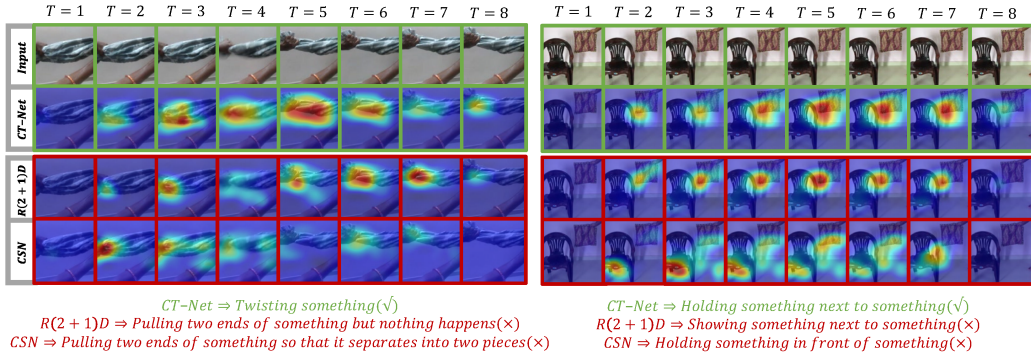 T = 1 T = 2 T = 3 T = 4 T = 5 T = 6 T = 7 T = 8 T = 1 T = 2 T = 3 T = 4 T = 5 T = 6 T = 7 T = 8
Input
CT−Net
R(2+1)D
CSN
CT−Net ⇒ Twisting something(√)
R(2 + 1)D ⇒ Pulling two ends of something but nothing happens(×)
CSN ⇒ Pulling two ends of something so that it separates into two pieces(×)
CT−Net ⇒ Holding something next to something(√)
R(2 + 1)D ⇒ Showing something next to something(×)
CSN ⇒ Holding something in front of something(×)